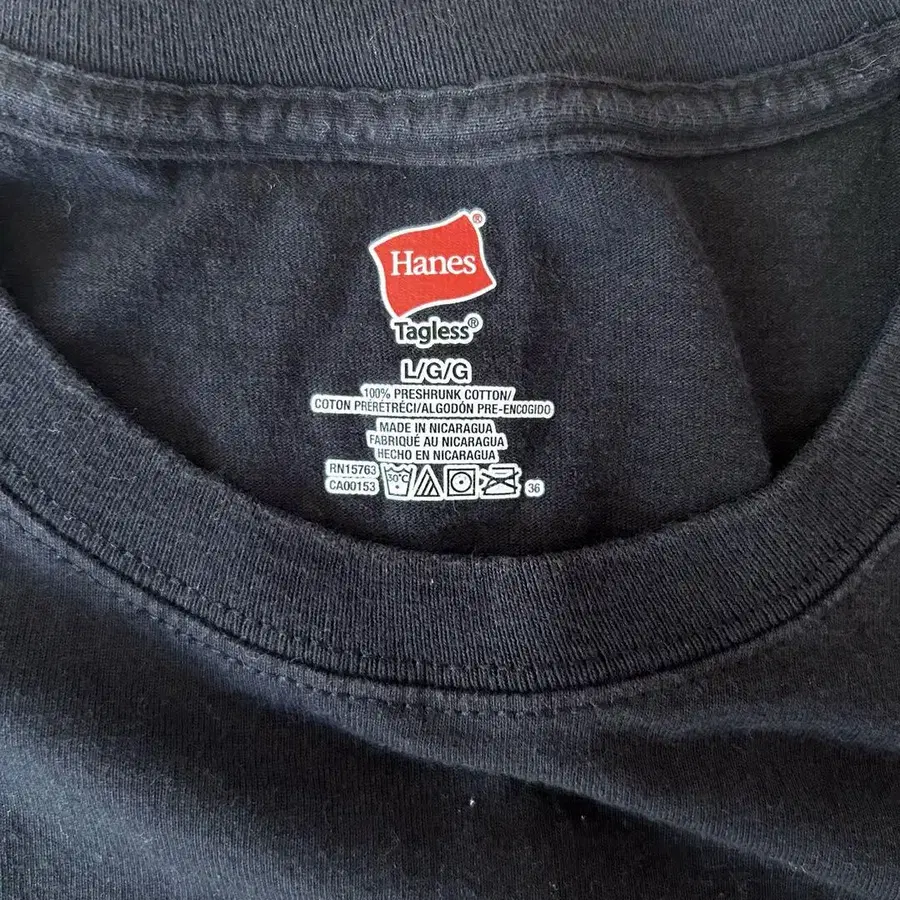 Hanes®
Tagless®
L/G/G
100% PRESHRUNK COTTON/
COTON PRÉRÉTRÉCI/ALGODÓN PRE-ENCOGIDO
MADE IN NICARAGUA
FABRIQUÉ AU NICARAGUA
HECHO EN NICARAGUA
RN15763
CA00153 30°C 36